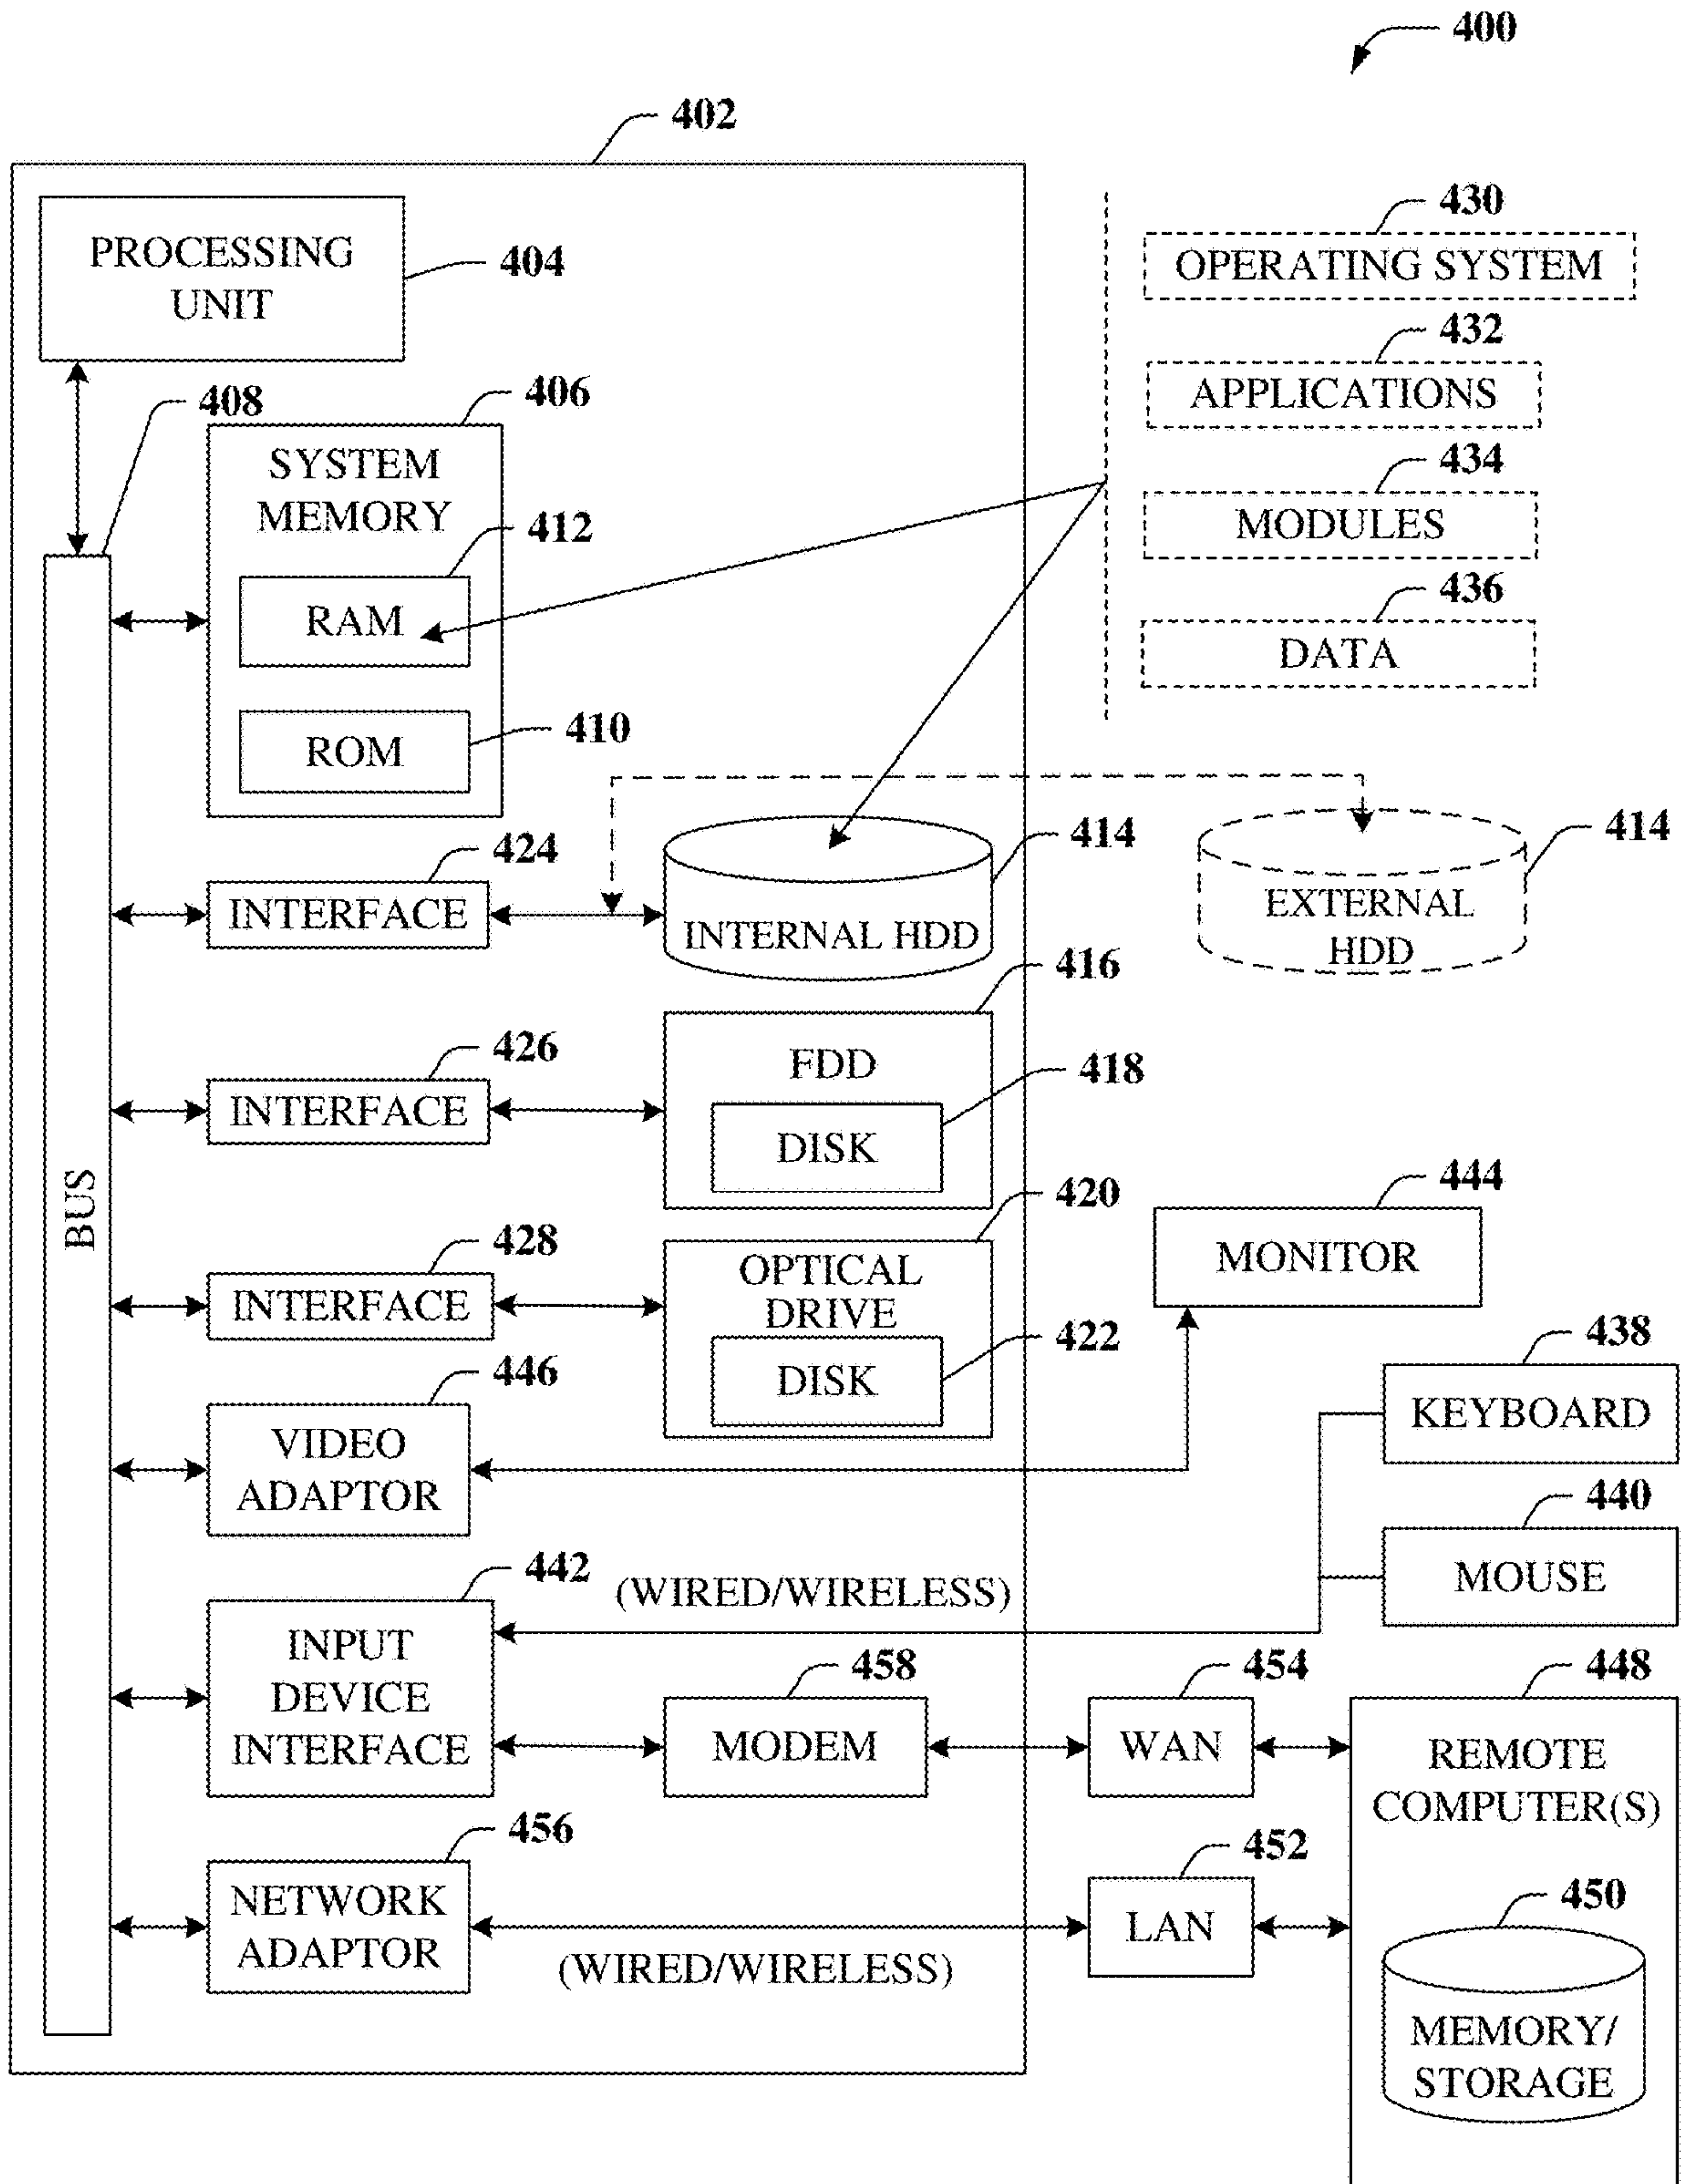 400
402
PROCESSING
UNIT
404
430
OPERATING SYSTEM
432
APPLICATIONS
434
MODULES
436
DATA
408
406
SYSTEM
MEMORY
412
RAM
410
ROM
424
INTERFACE
414
INTERNAL HDD
414
EXTERNAL
HDD
416
FDD
418
DISK
426
INTERFACE
BUS
420
OPTICAL
DRIVE
422
DISK
428
INTERFACE
444
MONITOR
438
KEYBOARD
446
VIDEO
ADAPTOR
440
MOUSE
442
INPUT
DEVICE
INTERFACE
(WIRED/WIRELESS)
458
MODEM
454
WAN
448
REMOTE
COMPUTER(S)
456
NETWORK
ADAPTOR
(WIRED/WIRELESS)
452
LAN
450
MEMORY/
STORAGE